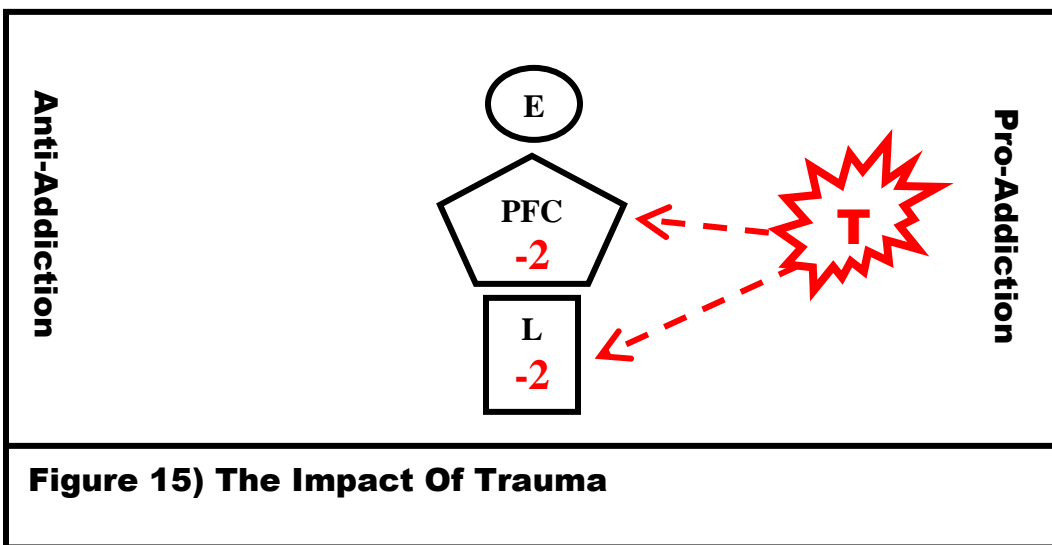 Anti-Addiction
E
PFC
-2
L
-2
T
Pro-Addiction
Figure 15) The Impact Of Trauma